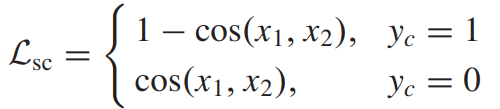 L_sc = { 1 − cos(x₁, x₂), y_c = 1
cos(x₁, x₂), y_c = 0